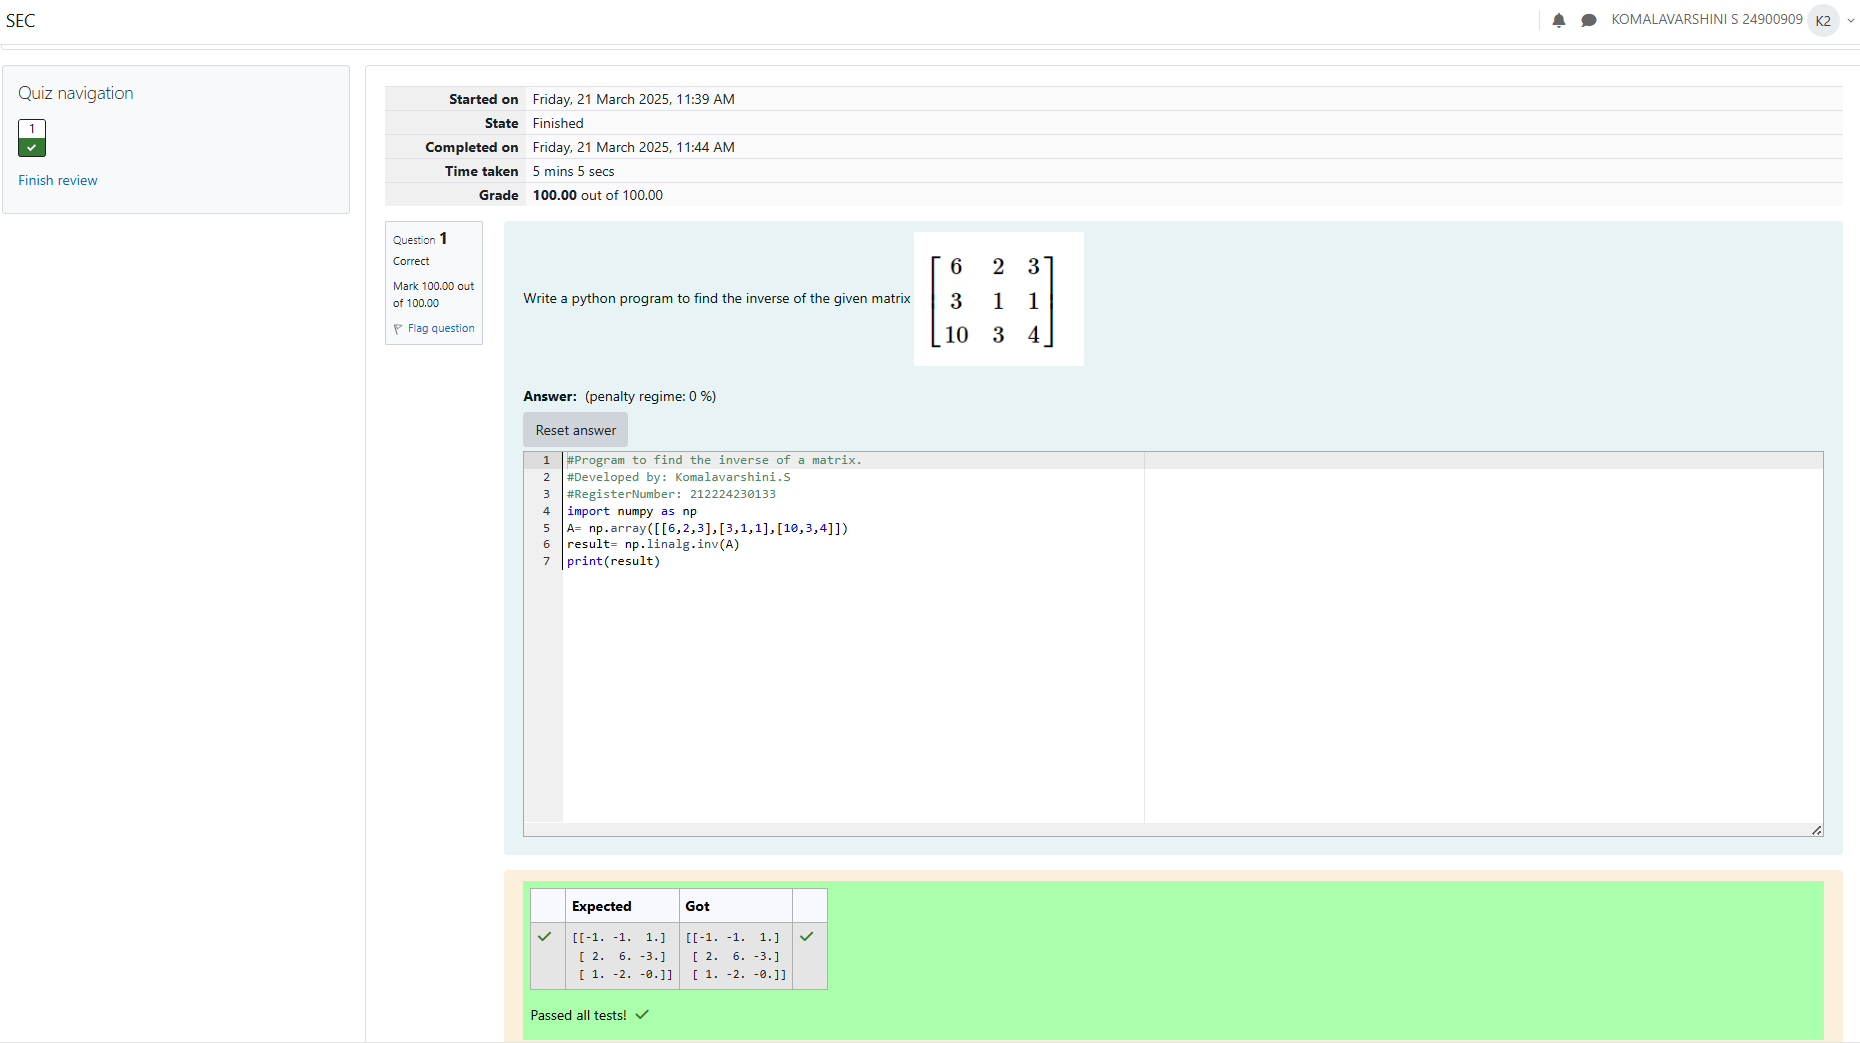 SEC
KOMALAVARSHINI S 24900909 K2
Quiz navigation
1
Finish review
Started on Friday, 21 March 2025, 11:39 AM
State Finished
Completed on Friday, 21 March 2025, 11:44 AM
Time taken 5 mins 5 secs
Grade 100.00 out of 100.00
Question 1
Correct
Mark 100.00 out
of 100.00
Flag question
Write a python program to find the inverse of the given matrix
6 2 3
3 1 1
10 3 4
Answer: (penalty regime: 0 %)
Reset answer
1 #Program to find the inverse of a matrix.
2 #Developed by: Komalavarshini.S
3 #RegisterNumber: 212224230133
4 import numpy as np
5 A= np.array([[6,2,3],[3,1,1],[10,3,4]])
6 result= np.linalg.inv(A)
7 print(result)
Expected Got
[[-1. -1. 1.] [[-1. -1. 1.]
[ 2. 6. -3.] [ 2. 6. -3.]
[ 1. -2. -0.]] [ 1. -2. -0.]]
Passed all tests!